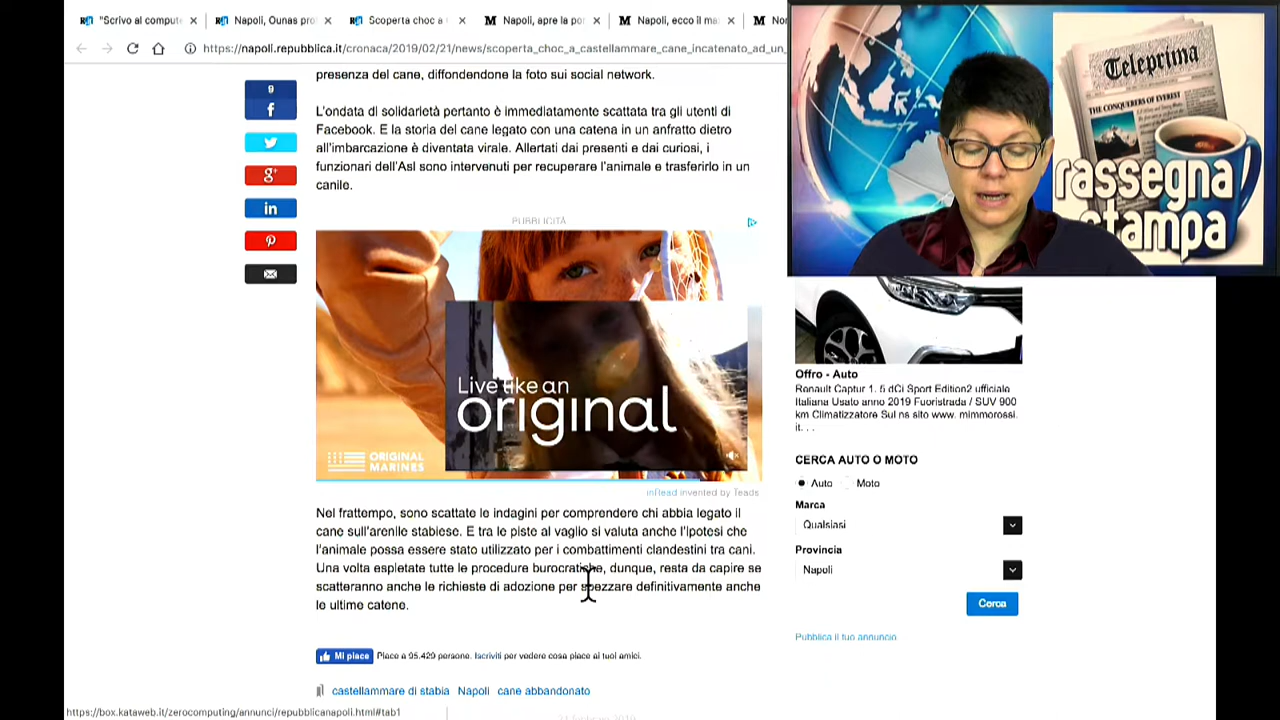 "Scrivo al compute
Napoli, Ounas pro
Scoperta choc a
Napoli, apre la por
Napoli, ecco il ma
https://napoli.repubblica.it/cronaca/2019/02/21/news/scoperta_choc_a_castellammare_cane_incatenato_ad_un_
presenza del cane, diffondendone la foto sui social network.
9
L'ondata di solidarietà pertanto è immediatamente scattata tra gli utenti di
Facebook. E la storia del cane legato con una catena in un anfratto dietro
all'imbarcazione è diventata virale. Allertati dai presenti e dai curiosi, i
funzionari dell'Asl sono intervenuti per recuperare l'animale e trasferirlo in un
canile.
PUBBLICITÀ
Live like an
original
ORIGINAL
MARINES
inRead invented by Teads
Nel frattempo, sono scattate le indagini per comprendere chi abbia legato il
cane sull'arenile stabiese. E tra le piste al vaglio si valuta anche l'ipotesi che
l'animale possa essere stato utilizzato per i combattimenti clandestini tra cani.
Una volta espletate tutte le procedure burocratiche, dunque, resta da capire se
scatteranno anche le richieste di adozione per spezzare definitivamente anche
le ultime catene.
Mi piace
Piace a 95.429 persone. Iscriviti per vedere cosa piace ai tuoi amici.
castellammare di stabia Napoli cane abbandonato
21 febbraio 2019
https://box.kataweb.it/zerocomputing/annunci/repubblicanapoli.html#tab1
Teleprima
THE CONQUERORS OF EVEREST
rassegna
stampa
Offro - Auto
Renault Captur 1. 5 dCi Sport Edition2 ufficiale
Italiana Usato anno 2019 Fuoristrada / SUV 900
km Climatizzatore Sul ns sito www. mimmorossi.
it. . .
CERCA AUTO O MOTO
Auto Moto
Marca
Qualsiasi
Provincia
Napoli
Cerca
Pubblica il tuo annuncio